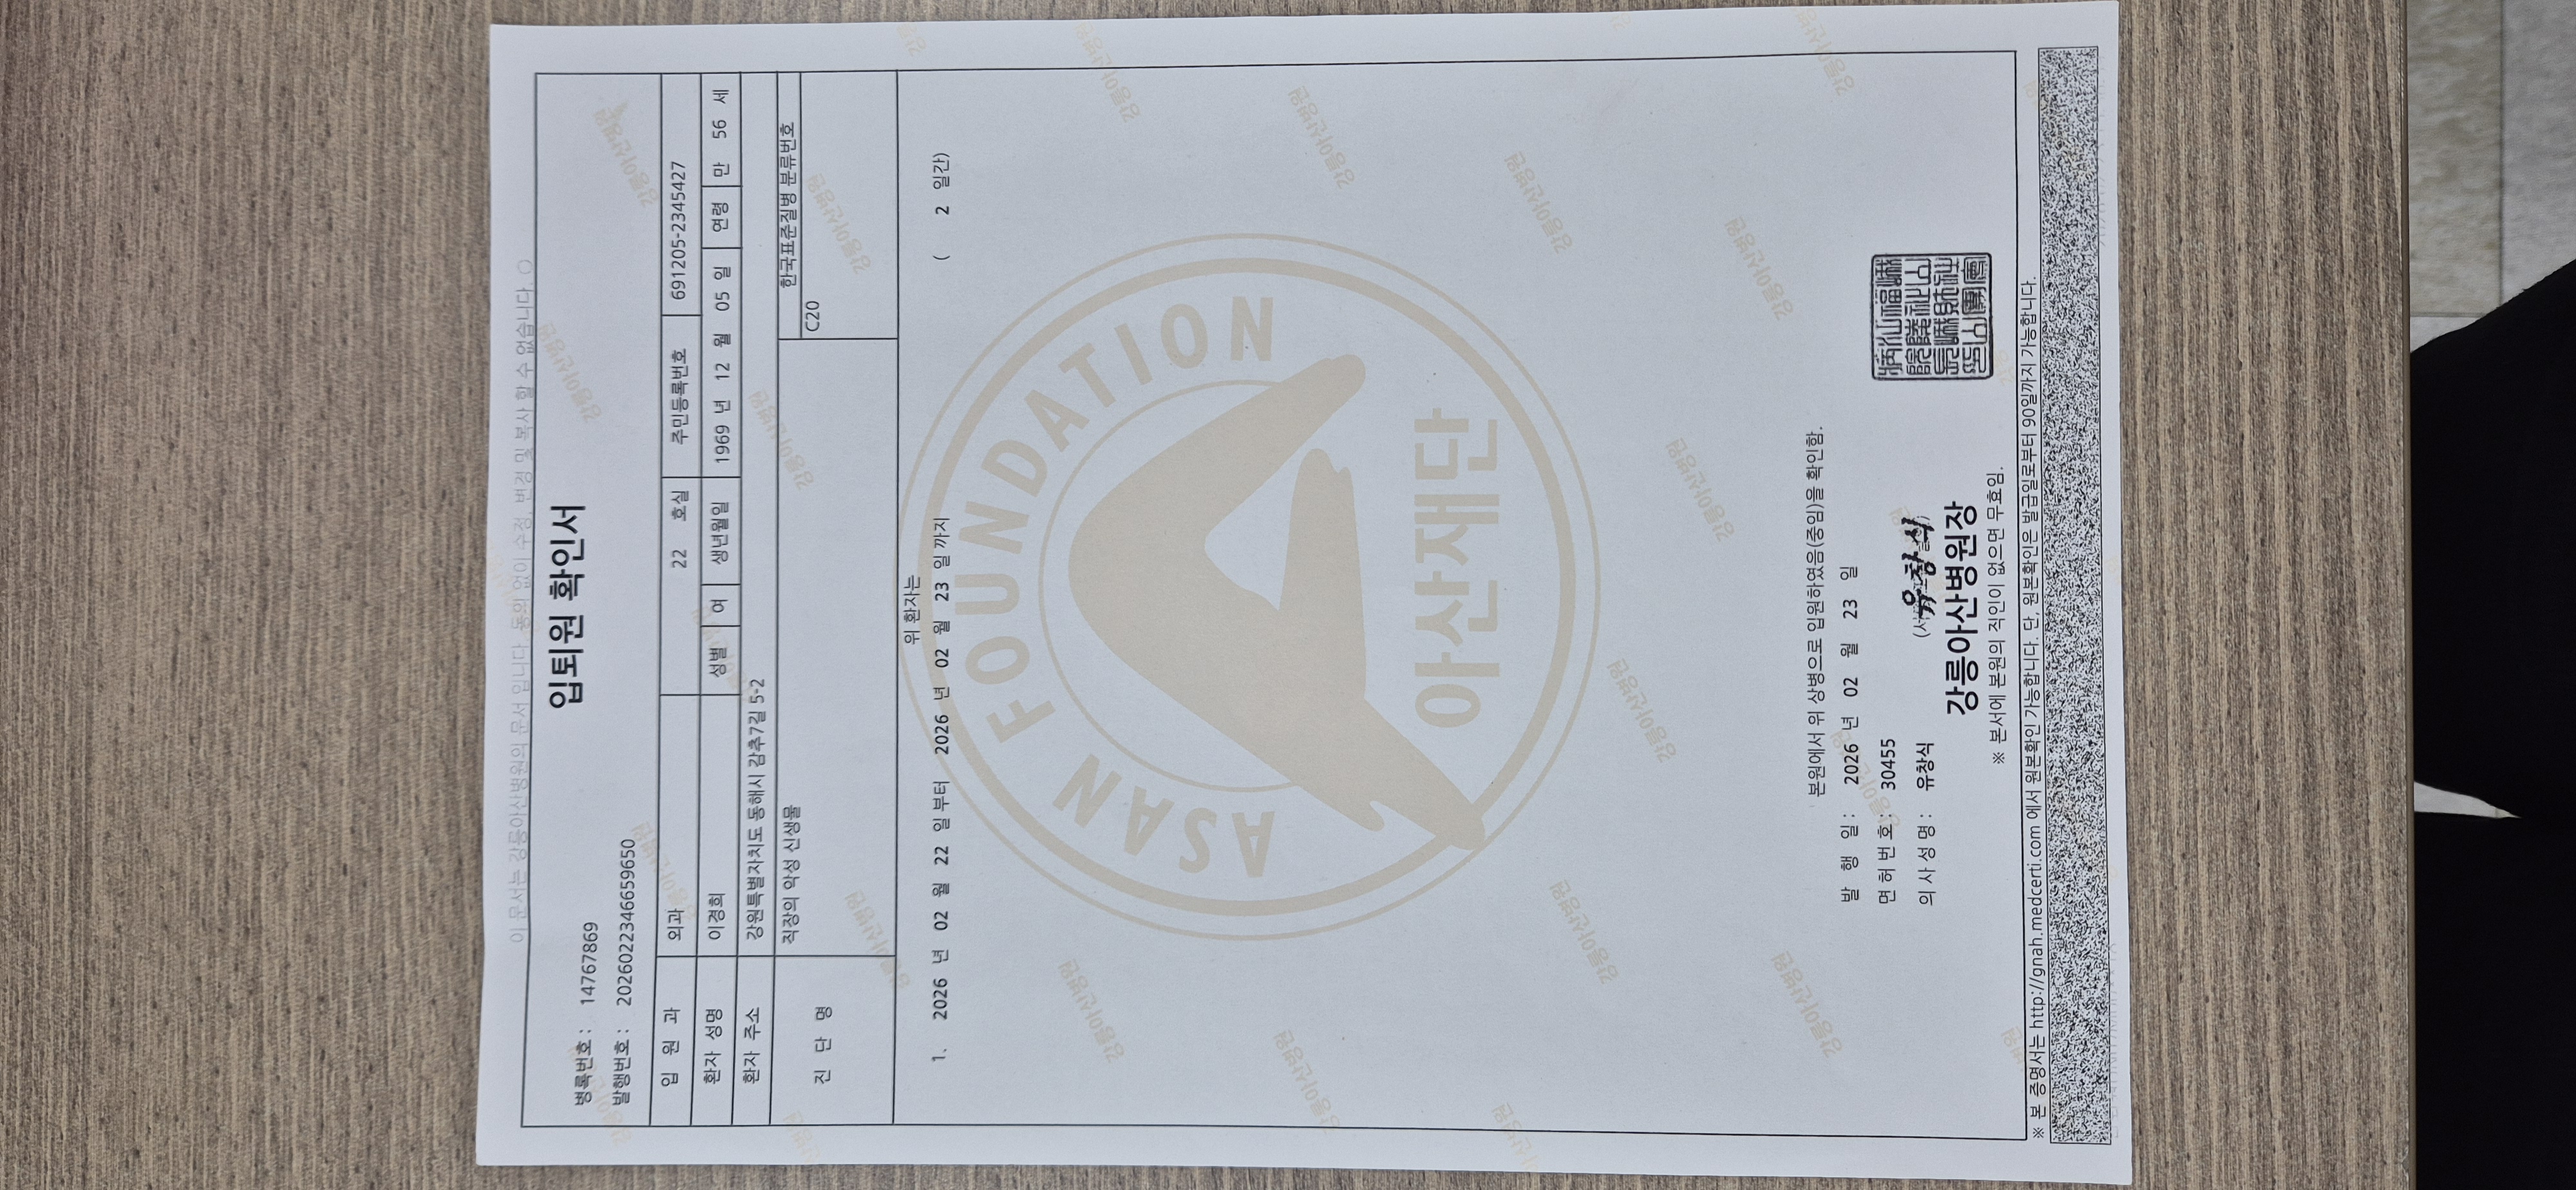 이 문서는 강릉아산병원의 문서 입니다. 동의 없이 수정, 변경 및 복사 할 수 없습니다.
입퇴원 확인서
병록번호 : 14767869
발행번호 : 2026022346659650
입 원 과 외과 22 호실 주민등록번호 691205-2345427
환자 성명 이경희 성별 여 생년월일 1969 년 12 월 05 일 연령 만 56 세
환자 주소 강원특별자치도 동해시 감추7길 5-2
진 단 명 직장의 악성 신생물 한국표준질병 분류번호
C20
위 환자는
1. 2026 년 02 월 22 일 부터 2026 년 02 월 23 일 까지 ( 2 일간)
ASAN FOUNDATION
아산재단
본원에서 위 상병으로 입원하였음(중임)을 확인함.
발 행 일 : 2026 년 02 월 23 일
면 허 번 호 : 30455
의 사 성 명 : 유창식 유창식
강릉아산병원장
※ 본서에 본원의 직인이 없으면 무효임.
※ 본 증명서는 http://gnah.medcerti.com 에서 원본확인 가능합니다. 단, 원본확인은 발급일로부터 90일까지 가능합니다.